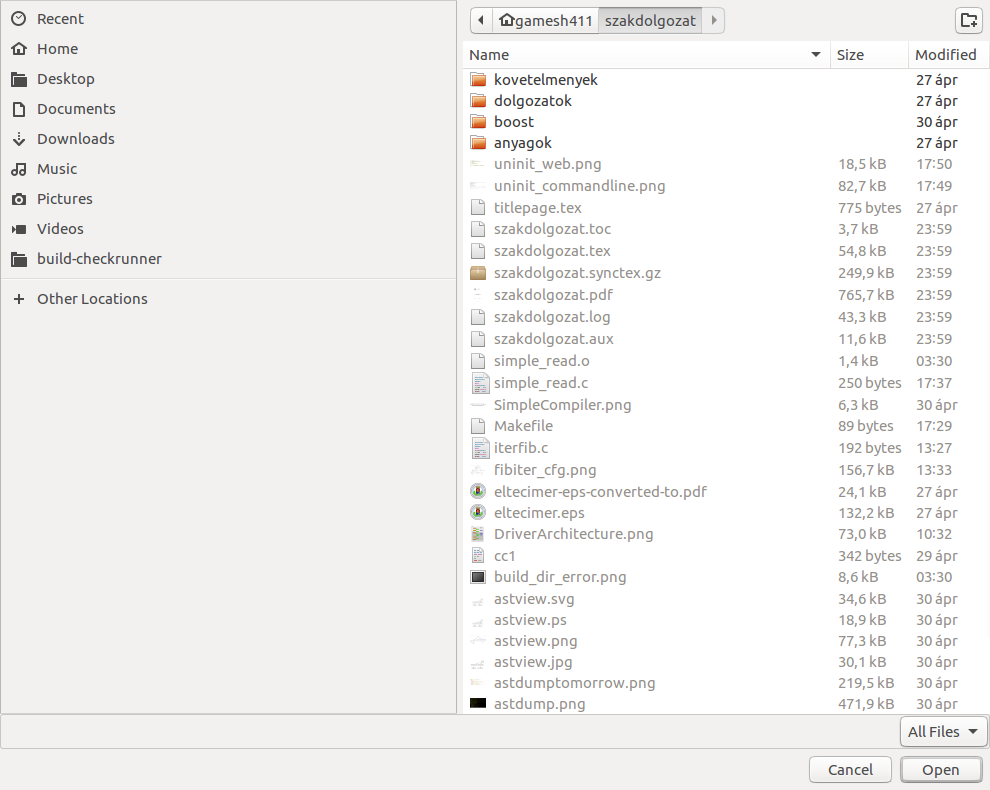 gamesh411 szakdolgozat
Recent
Home
Desktop
Documents
Downloads
Music
Pictures
Videos
build-checkrunner
Other Locations
Name Size Modified
kovetelmenyek 27 ápr
dolgozatok 27 ápr
boost 30 ápr
anyagok 27 ápr
uninit_web.png 18,5 kB 17:50
uninit_commandline.png 82,7 kB 17:49
titlepage.tex 775 bytes 27 ápr
szakdolgozat.toc 3,7 kB 23:59
szakdolgozat.tex 54,8 kB 23:59
szakdolgozat.synctex.gz 249,9 kB 23:59
szakdolgozat.pdf 765,7 kB 23:59
szakdolgozat.log 43,3 kB 23:59
szakdolgozat.aux 11,6 kB 23:59
simple_read.o 1,4 kB 03:30
simple_read.c 250 bytes 17:37
SimpleCompiler.png 6,3 kB 30 ápr
Makefile 89 bytes 17:29
iterfib.c 192 bytes 13:27
fibiter_cfg.png 156,7 kB 13:33
eltecimer-eps-converted-to.pdf 24,1 kB 27 ápr
eltecimer.eps 132,2 kB 27 ápr
DriverArchitecture.png 73,0 kB 10:32
cc1 342 bytes 29 ápr
build_dir_error.png 8,6 kB 03:30
astview.svg 34,6 kB 30 ápr
astview.ps 18,9 kB 30 ápr
astview.png 77,3 kB 30 ápr
astview.jpg 30,1 kB 30 ápr
astdumptomorrow.png 219,5 kB 30 ápr
astdump.png 471,9 kB 30 ápr
All Files
Cancel Open